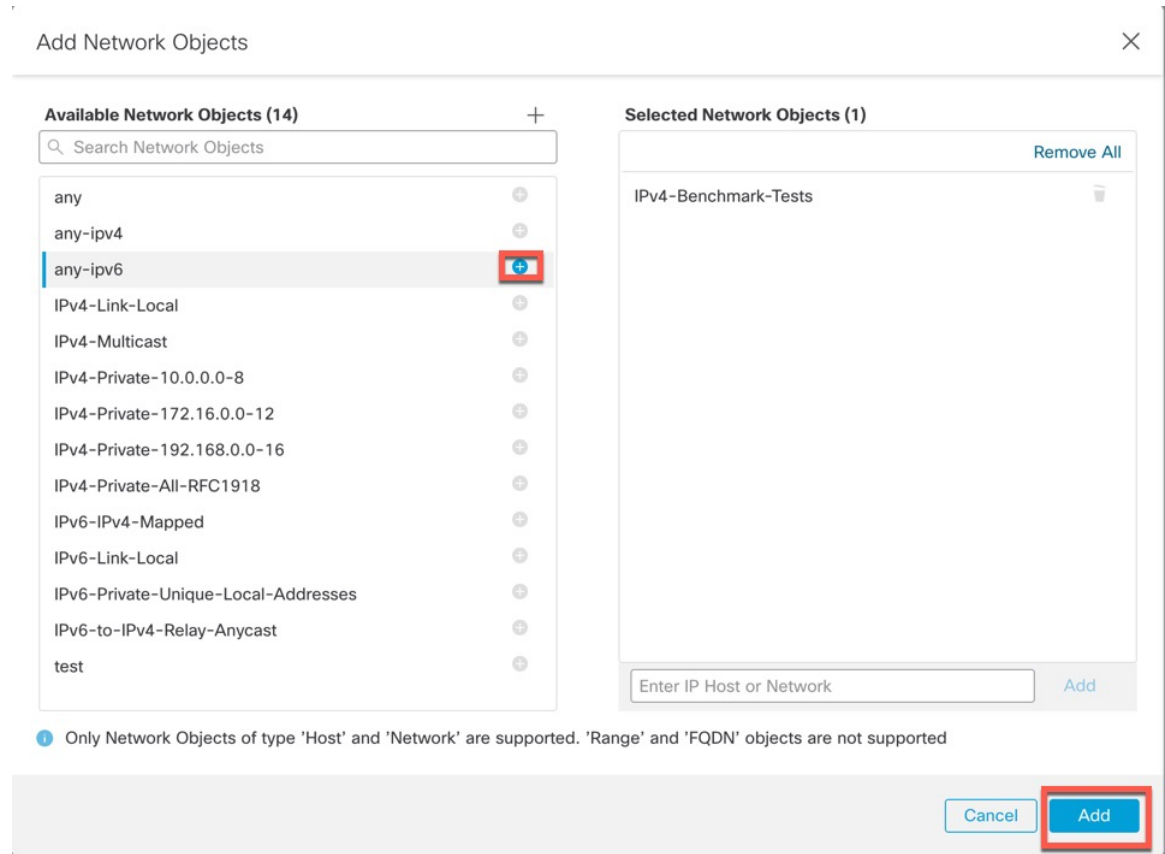 Add Network Objects
Available Network Objects (14)
Search Network Objects
any
any-ipv4
any-ipv6
IPv4-Link-Local
IPv4-Multicast
IPv4-Private-10.0.0.0-8
IPv4-Private-172.16.0.0-12
IPv4-Private-192.168.0.0-16
IPv4-Private-All-RFC1918
IPv6-IPv4-Mapped
IPv6-Link-Local
IPv6-Private-Unique-Local-Addresses
IPv6-to-IPv4-Relay-Anycast
test
Selected Network Objects (1)
Remove All
IPv4-Benchmark-Tests
Enter IP Host or Network
Add
Only Network Objects of type 'Host' and 'Network' are supported. 'Range' and 'FQDN' objects are not supported
Cancel
Add